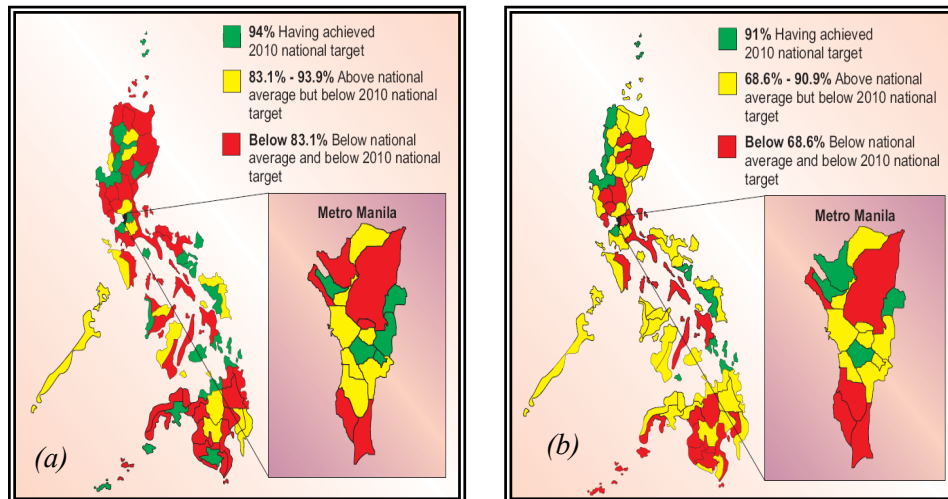 94% Having achieved
2010 national target
83.1% - 93.9% Above
national average but
below 2010 national
target
Below 83.1% Below national
average and below 2010 national
target
Metro Manila
(a)
91% Having achieved
2010 national target
68.6% - 90.9% Above
national average but
below 2010 national
target
Below 68.6% Below national
average and below 2010 national
target
Metro Manila
(b)